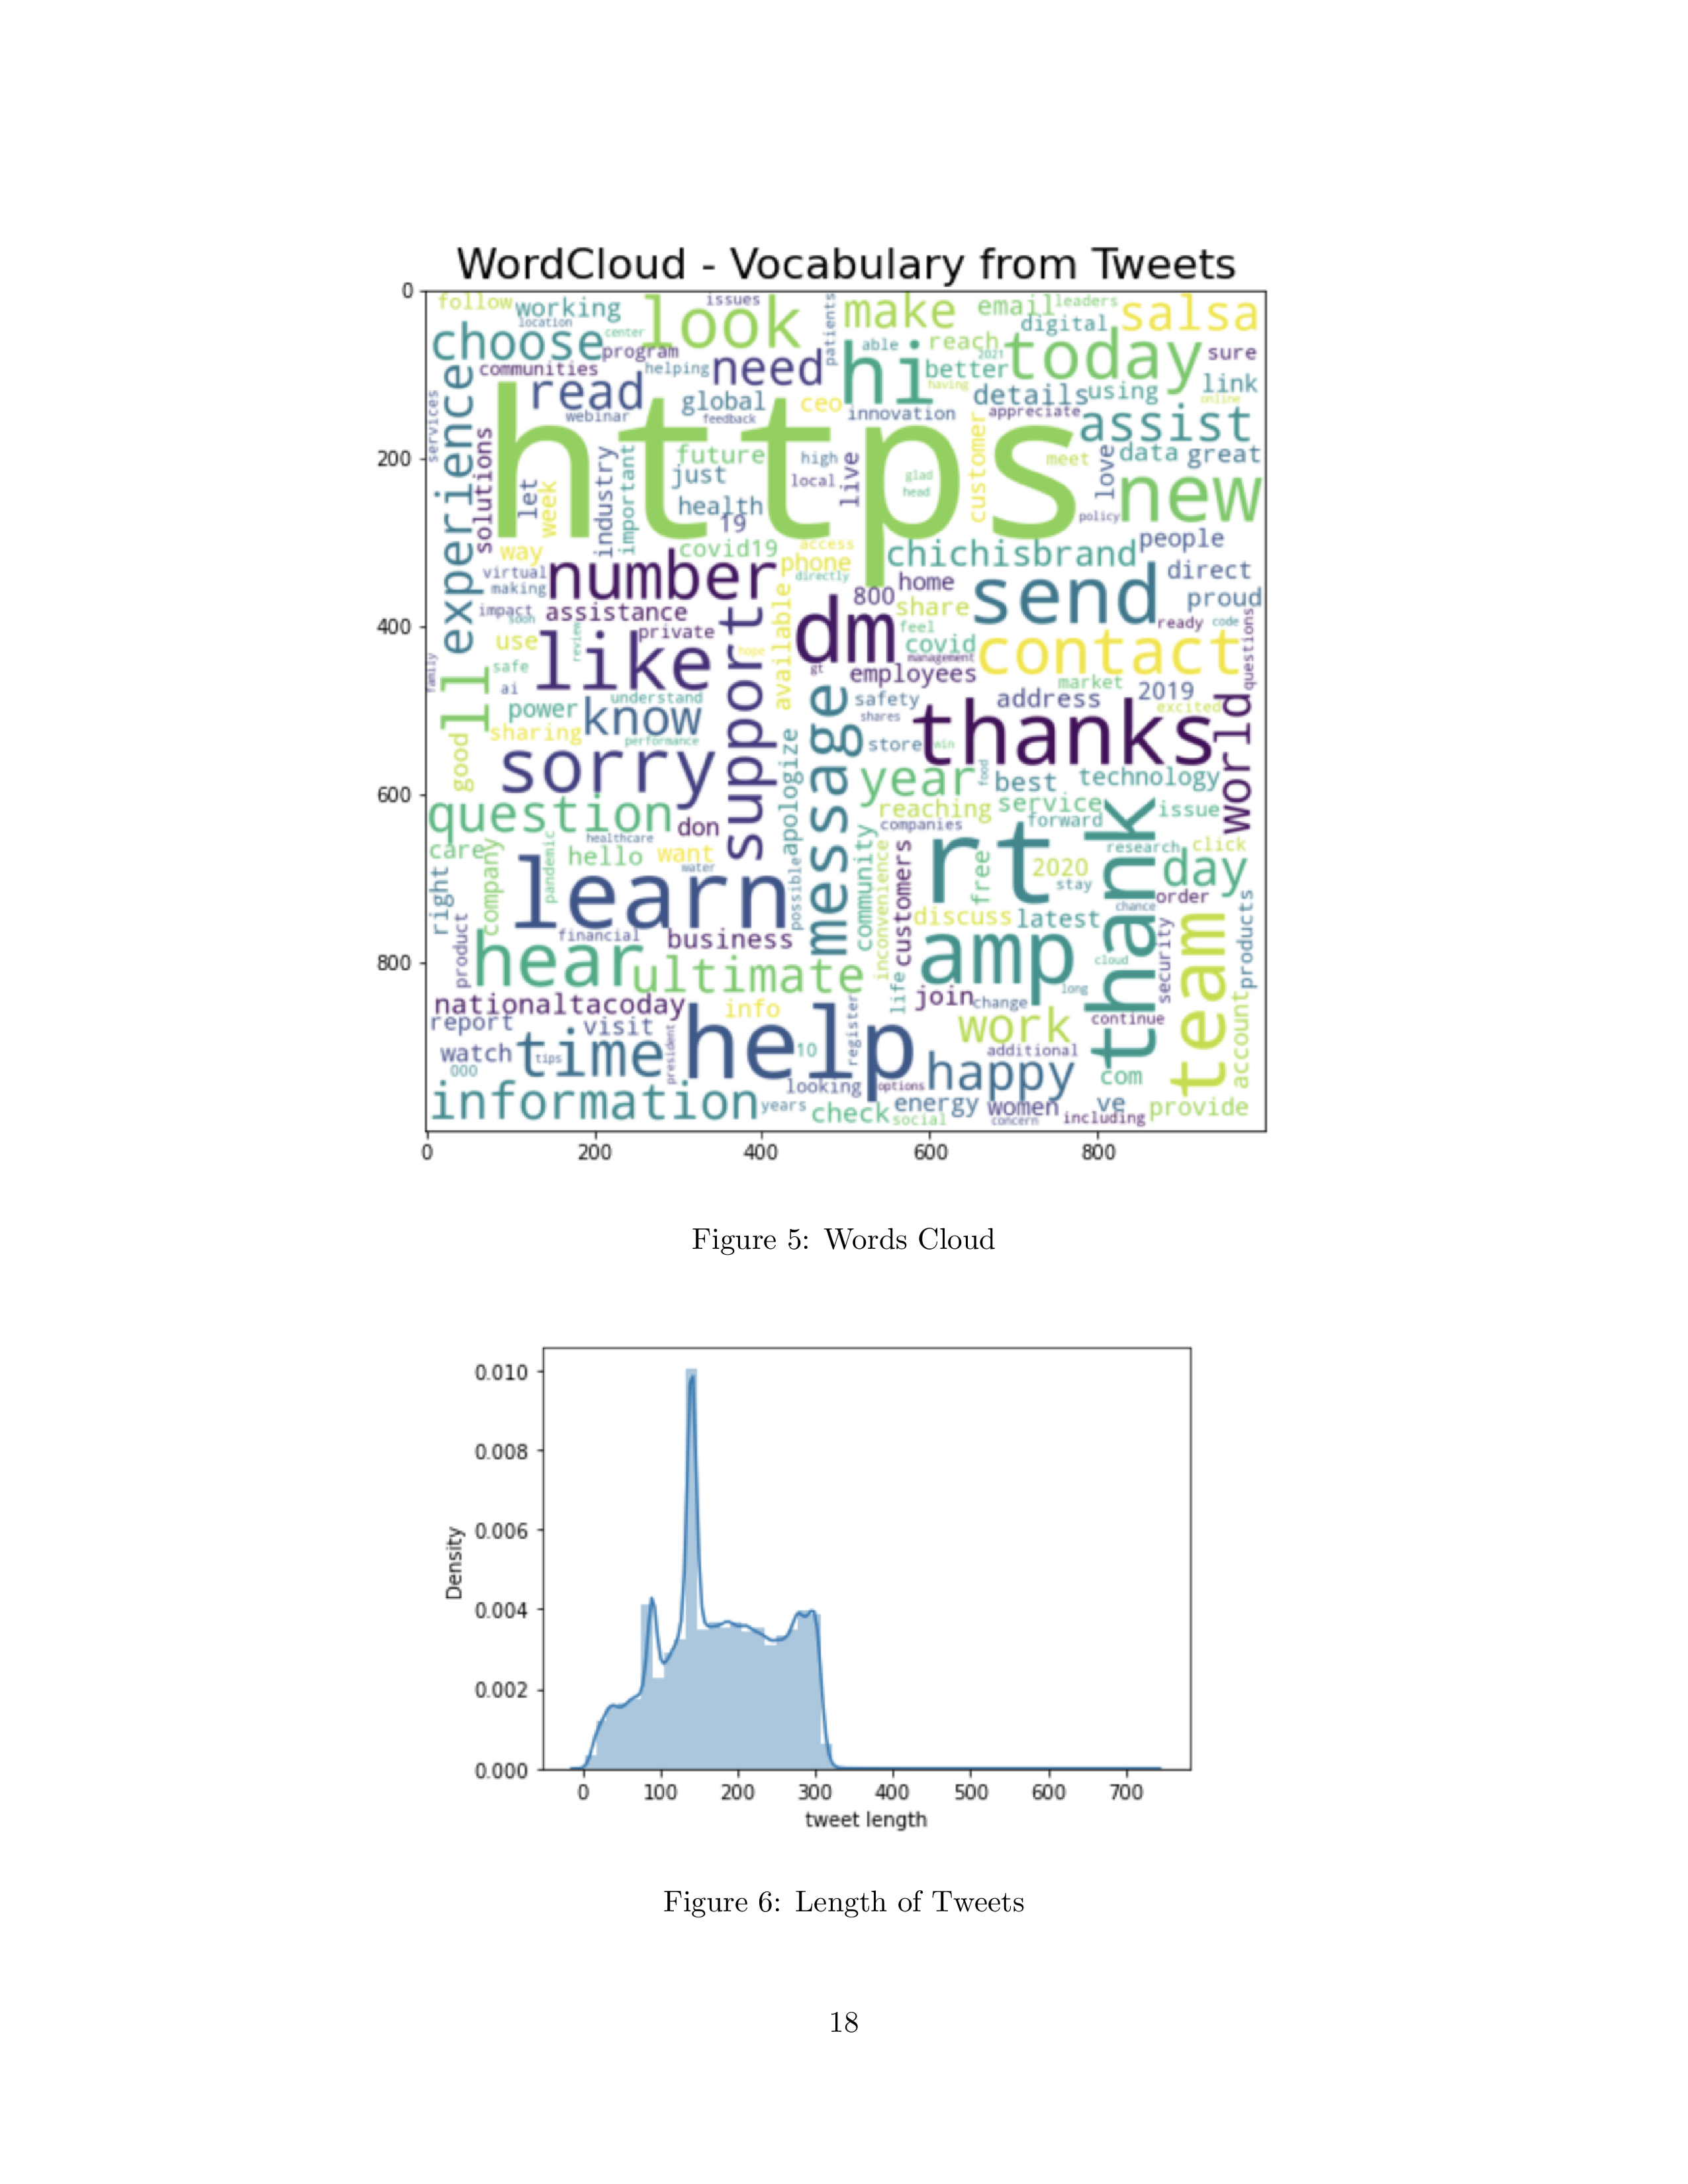 WordCloud - Vocabulary from Tweets
0
200
400
600
800
follow working look issues patients make email leaders salsa
location center digital
choose program need hi able reach 2021 today sure
communities helping better having
services experience read global ceo details using link online
webinar feedback innovation appreciate assist
https
solutions let week industry important future just high local live glad head customer meet love data great
health 19 policy new
way covid19 access chichisbrand people
virtual making number phone directly home send direct
impact soon assistance 800 share proud
use review private support available dm feel covid ready code questions
family ll safe like hope gt management contact
ai employees market
power know understand message safety address 2019 excited
good sharing performance shares thanks world
sorry apologize store win
year food best technology
question don reaching service issue
healthcare companies forward
care company pandemic hello want water possible community inconvenience customers rt free 2020 thank research click
right learn stay day
product chance order
financial business discuss latest team products
hear ultimate amp cloud security
nationaltacoday info life join change long
report visit president help register work continue account
watch time tips 10 additional
000 looking options happy com
information years check energy women ve provide
social concern including
0 200 400 600 800
Figure 5: Words Cloud
0.010
0.008
0.006
0.004
0.002
0.000
Density
0 100 200 300 400 500 600 700
tweet length
Figure 6: Length of Tweets
18